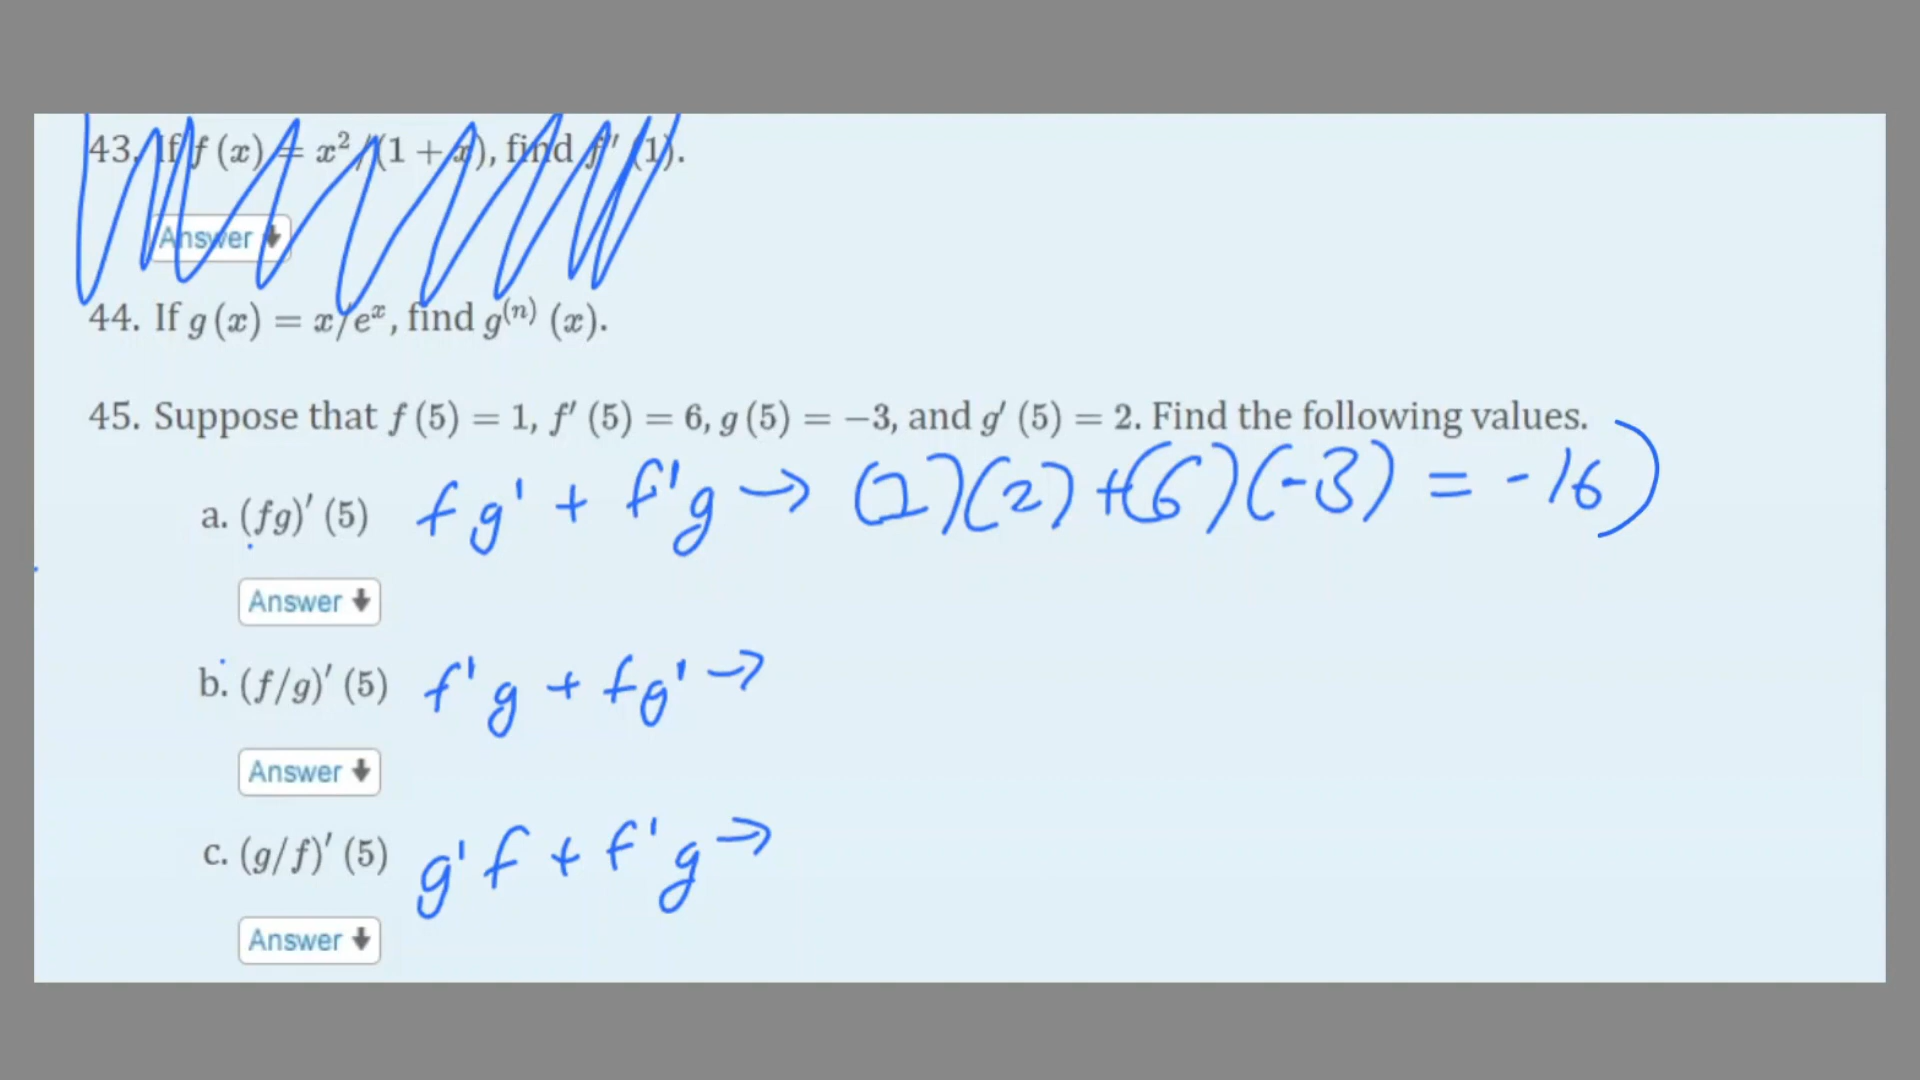 43. If f (x) = x²/(1 + x), find f″ (1).
Answer
44. If g (x) = x/eˣ, find g⁽ⁿ⁾ (x).
45. Suppose that f (5) = 1, f′ (5) = 6, g (5) = −3, and g′ (5) = 2. Find the following values.
a. (fg)′ (5) fg' + f'g → (1)(2) + (6)(-3) = -16)
Answer
b. (f/g)′ (5) f'g + fg' →
Answer
c. (g/f)′ (5) g'f + f'g →
Answer